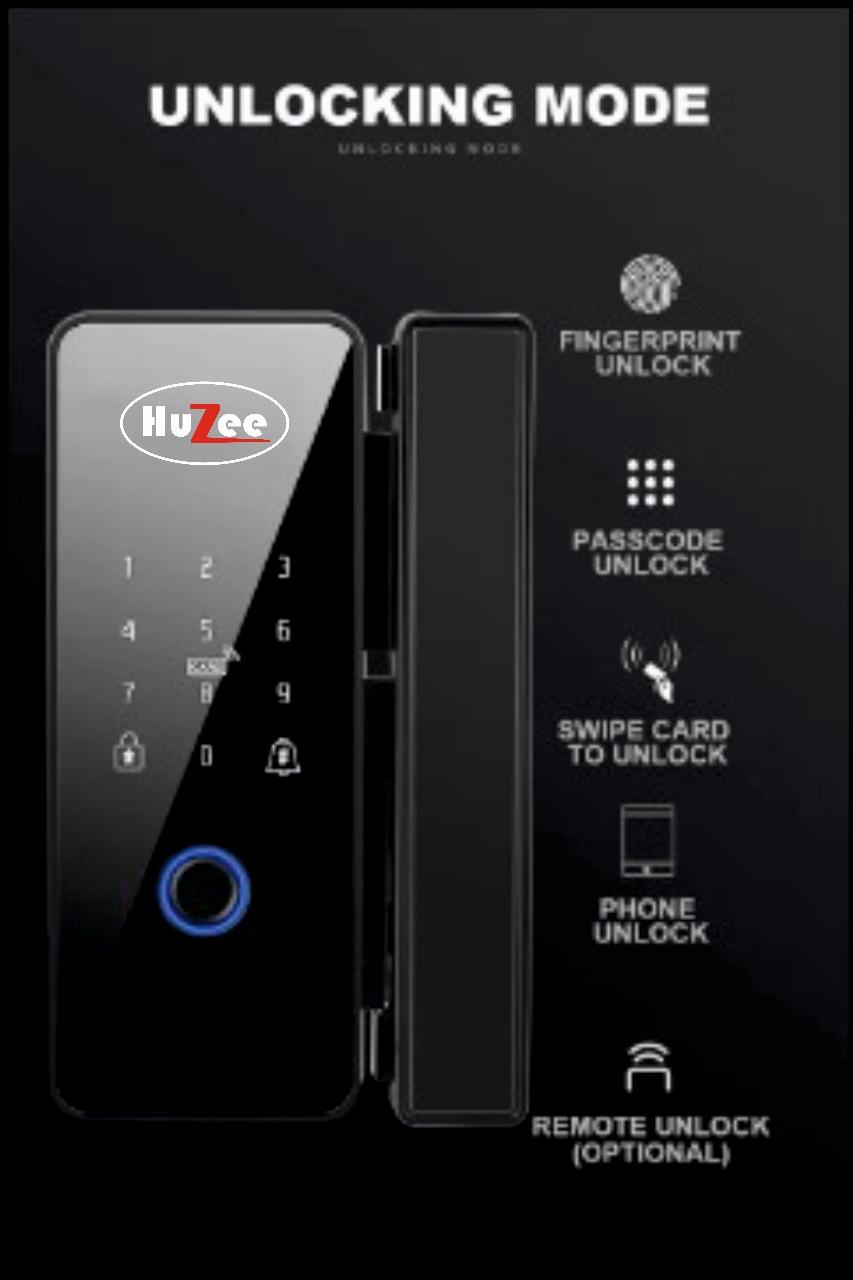 UNLOCKING MODE
UNLOCKING MODE
HuZee
1 2 3
4 5 6
7 8 9
0
FINGERPRINT
UNLOCK
PASSCODE
UNLOCK
SWIPE CARD
TO UNLOCK
PHONE
UNLOCK
REMOTE UNLOCK
(OPTIONAL)